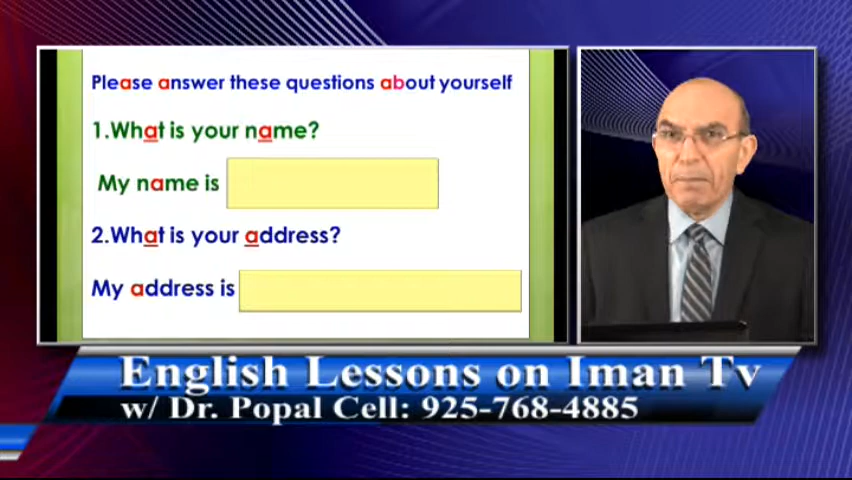 Please answer these questions about yourself
1.What is your name?
My name is
2.What is your address?
My address is
English Lessons on Iman Tv
w/ Dr. Popal Cell: 925-768-4885